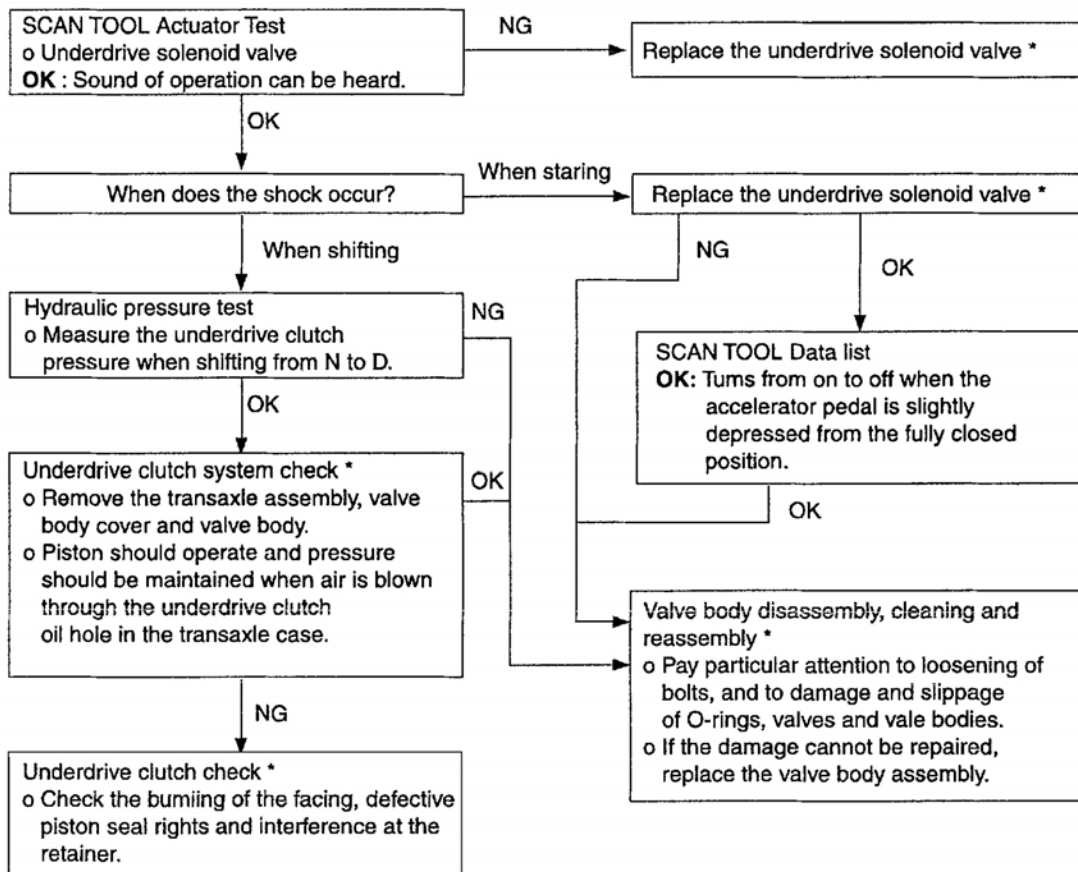 SCAN TOOL Actuator Test
o Underdrive solenoid valve
OK : Sound of operation can be heard.
NG
Replace the underdrive solenoid valve *
OK
When does the shock occur?
When staring
Replace the underdrive solenoid valve *
When shifting
NG
OK
Hydraulic pressure test
o Measure the underdrive clutch
pressure when shifting from N to D.
NG
OK
SCAN TOOL Data list
OK: Turns from on to off when the
accelerator pedal is slightly
depressed from the fully closed
position.
OK
Underdrive clutch system check *
o Remove the transaxle assembly, valve
body cover and valve body.
o Piston should operate and pressure
should be maintained when air is blown
through the underdrive clutch
oil hole in the transaxle case.
OK
NG
Valve body disassembly, cleaning and
reassembly *
o Pay particular attention to loosening of
bolts, and to damage and slippage
of O-rings, valves and vale bodies.
o If the damage cannot be repaired,
replace the valve body assembly.
Underdrive clutch check *
o Check the bumiing of the facing, defective
piston seal rights and interference at the
retainer.